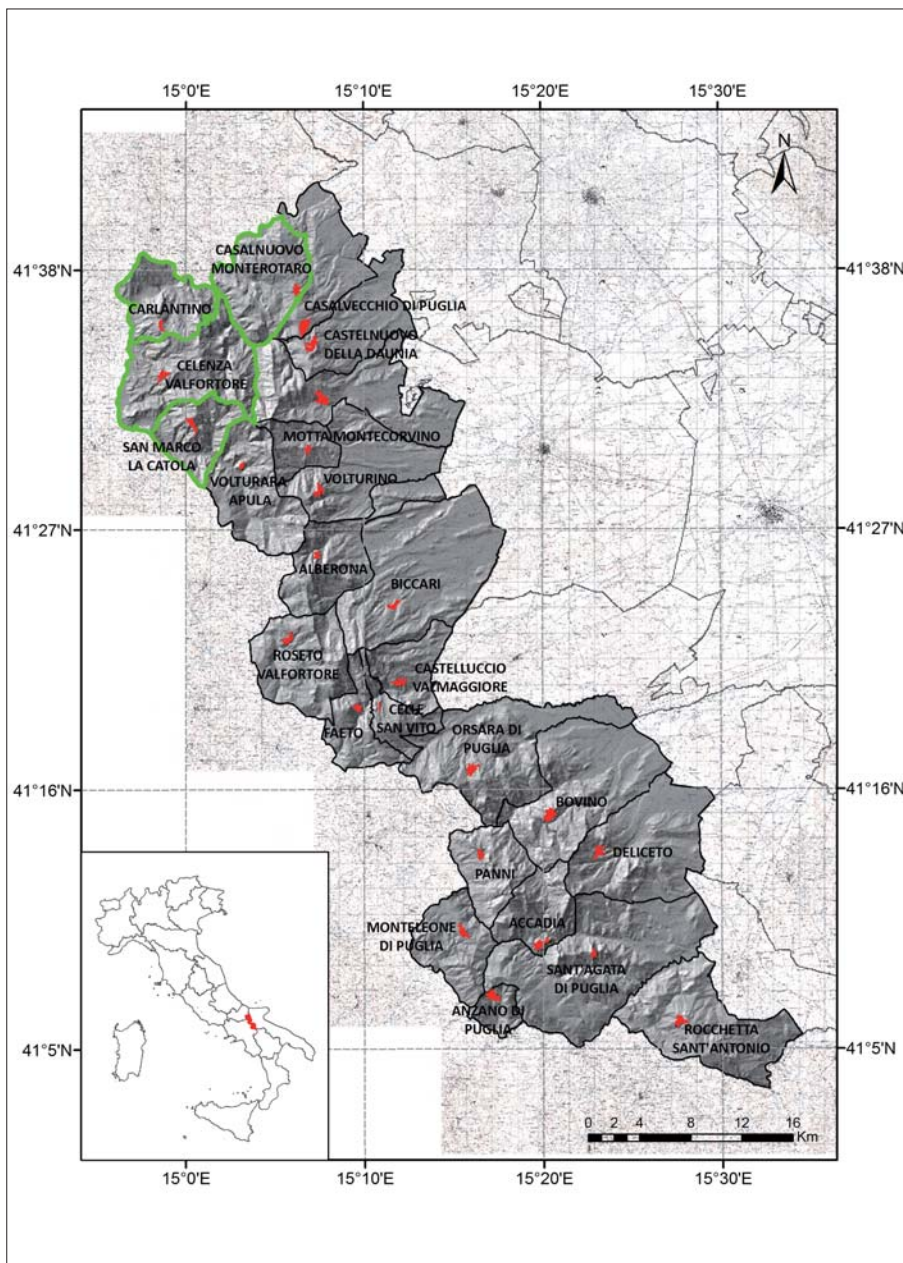 15°0'E 15°10'E 15°20'E 15°30'E
N
41°38'N 41°38'N
CASALNUOVO
MONTEROTARO
CARLANTINO
CASALVECCHIO DI PUGLIA
CASTELNUOVO
DELLA DAUNIA
CELENZA
VALFORTORE
MOTTA MONTECORVINO
SAN MARCO
LA CATOLA
VOLTURARA
APULA
VOLTURINO
41°27'N 41°27'N
ALBERONA
BICCARI
ROSETO
VALFORTORE
CASTELLUCCIO
VALMAGGIORE
CELLE
SAN VITO
FAETO
ORSARA DI
PUGLIA
41°16'N 41°16'N
BOVINO
DELICETO
PANNI
ACCADIA
MONTELEONE
DI PUGLIA
SANT'AGATA
DI PUGLIA
ANZANO DI
PUGLIA
ROCCHETTA
SANT'ANTONIO
41°5'N 41°5'N
0 2 4 8 12 16
Km
15°0'E 15°10'E 15°20'E 15°30'E